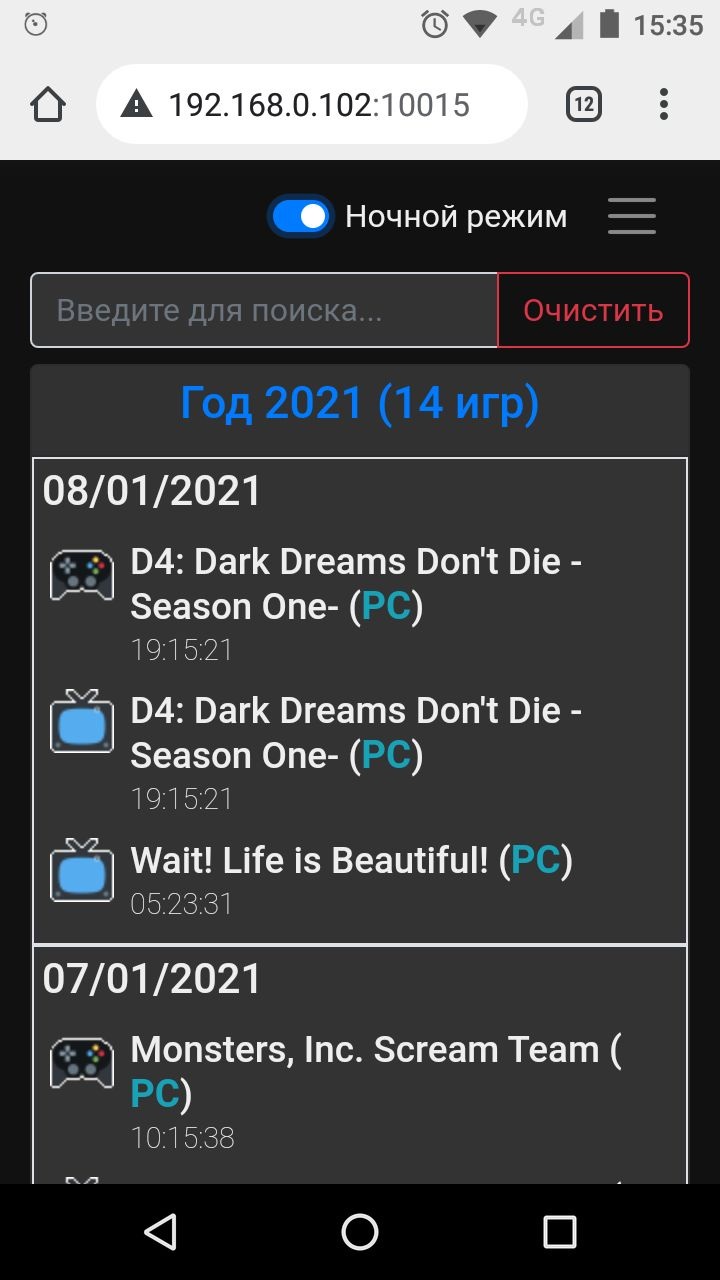 4G 15:35
192.168.0.102:10015 12
Ночной режим
Введите для поиска... Очистить
Год 2021 (14 игр)
08/01/2021
D4: Dark Dreams Don't Die -
Season One- (PC)
19:15:21
D4: Dark Dreams Don't Die -
Season One- (PC)
19:15:21
Wait! Life is Beautiful! (PC)
05:23:31
07/01/2021
Monsters, Inc. Scream Team (
PC)
10:15:38